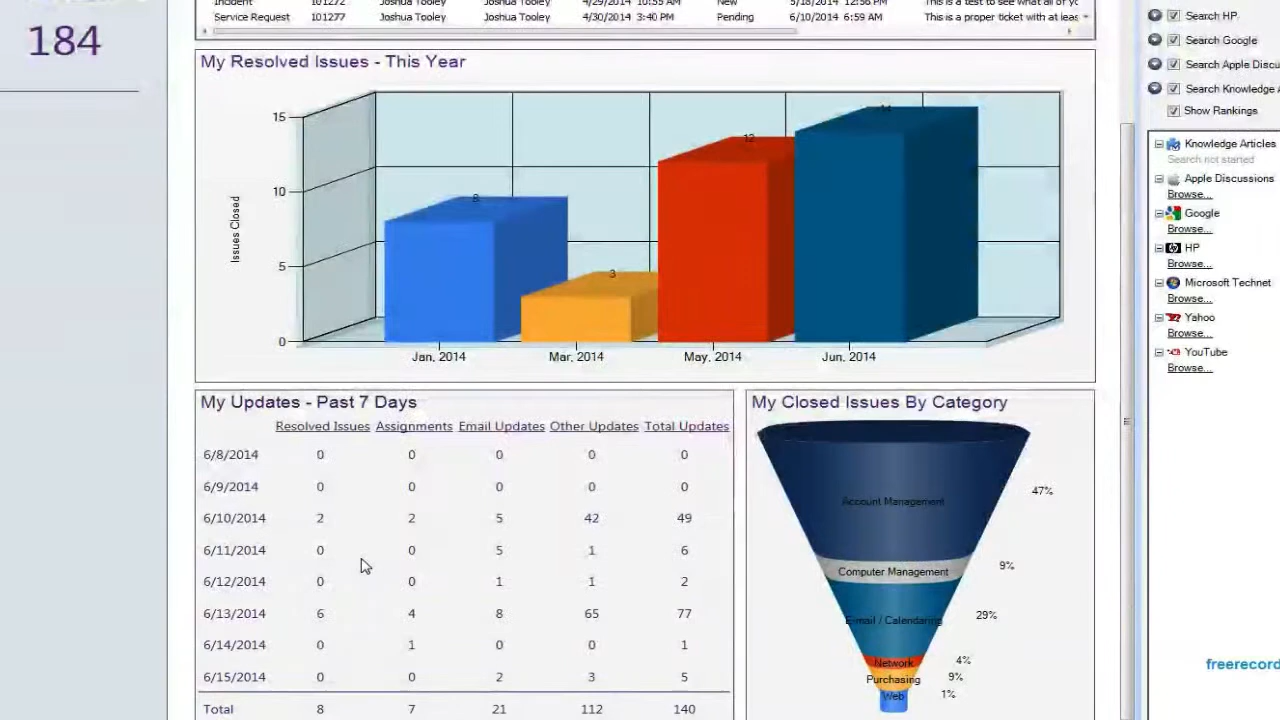 Incident 101272 Joshua Tooley Joshua Tooley 4/29/2014 10:55 AM New 5/18/2014 12:56 PM This is a test to see what all of yo
Service Request 101277 Joshua Tooley Joshua Tooley 4/30/2014 3:40 PM Pending 6/10/2014 6:59 AM This is a proper ticket with at leas
184
My Resolved Issues - This Year
15
10
5
0
Issues Closed
8
3
12
14
Jan, 2014 Mar, 2014 May, 2014 Jun, 2014
My Updates - Past 7 Days
Resolved Issues Assignments Email Updates Other Updates Total Updates
6/8/2014 0 0 0 0 0
6/9/2014 0 0 0 0 0
6/10/2014 2 2 5 42 49
6/11/2014 0 0 5 1 6
6/12/2014 0 0 1 1 2
6/13/2014 6 4 8 65 77
6/14/2014 0 1 0 0 1
6/15/2014 0 0 2 3 5
Total 8 7 21 112 140
My Closed Issues By Category
Account Management 47%
Computer Management 9%
E-mail / Calendaring 29%
Network 4%
Purchasing 9%
Web 1%
Search HP
Search Google
Search Apple Discu
Search Knowledge A
Show Rankings
Knowledge Articles
Search not started
Apple Discussions
Browse...
Google
Browse...
HP
Browse...
Microsoft Technet
Browse...
Yahoo
Browse...
YouTube
Browse...
freerecord